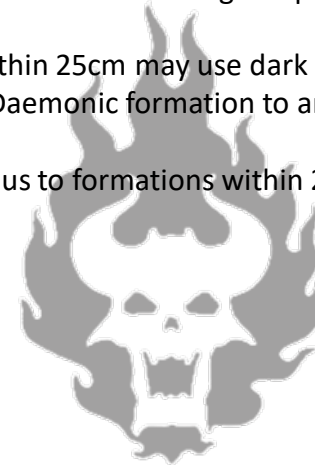 thin 25cm may use dark
Daemonic formation to a
us to formations within 2